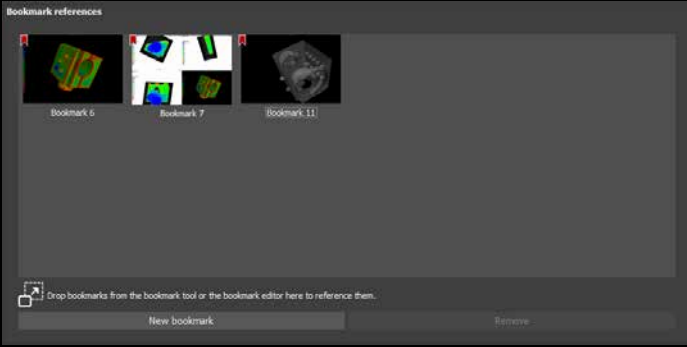 Bookmark references
Bookmark 6
Bookmark 7
Bookmark 11
Drop bookmarks from the bookmark tool or the bookmark editor here to reference them.
New bookmark
Remove